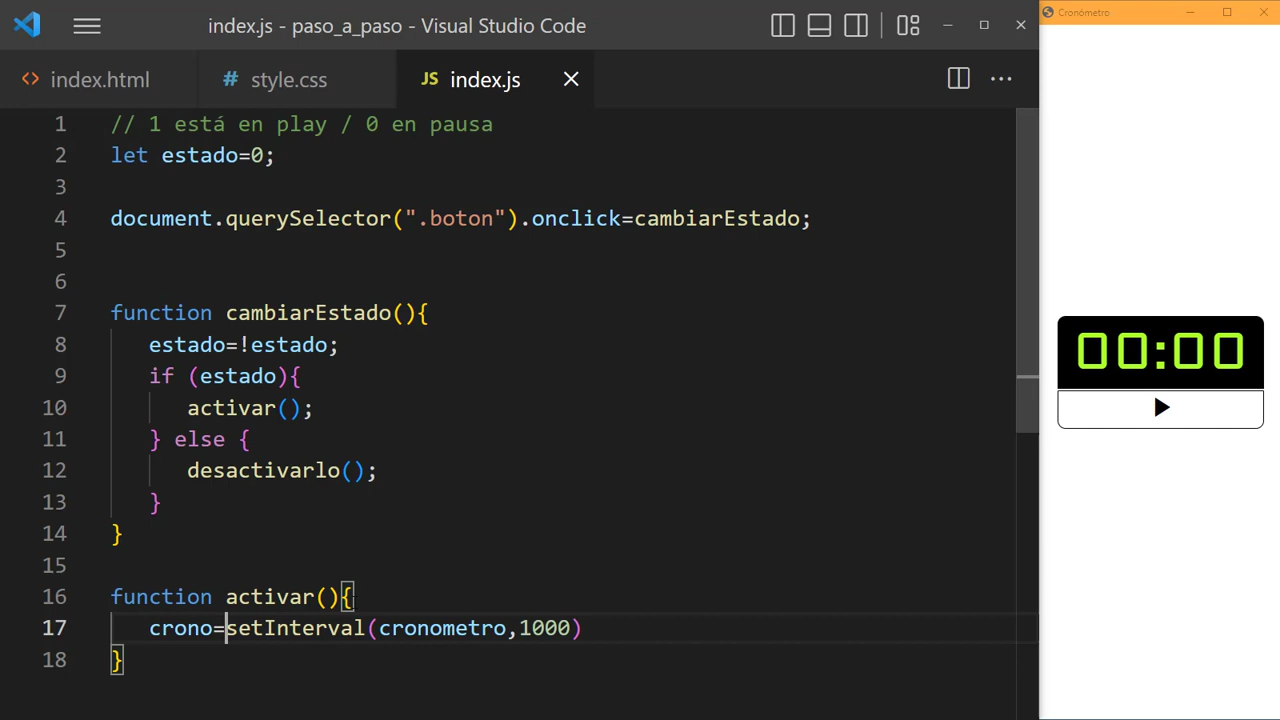 index.js - paso_a_paso - Visual Studio Code
Cronómetro
<> index.html
# style.css
JS index.js
1 // 1 está en play / 0 en pausa
2 let estado=0;
3
4 document.querySelector(".boton").onclick=cambiarEstado;
5
6
7 function cambiarEstado(){
8 estado=!estado;
9 if (estado){
10 activar();
11 } else {
12 desactivarlo();
13 }
14 }
15
16 function activar(){
17 crono=setInterval(cronometro,1000)
18 }
00:00